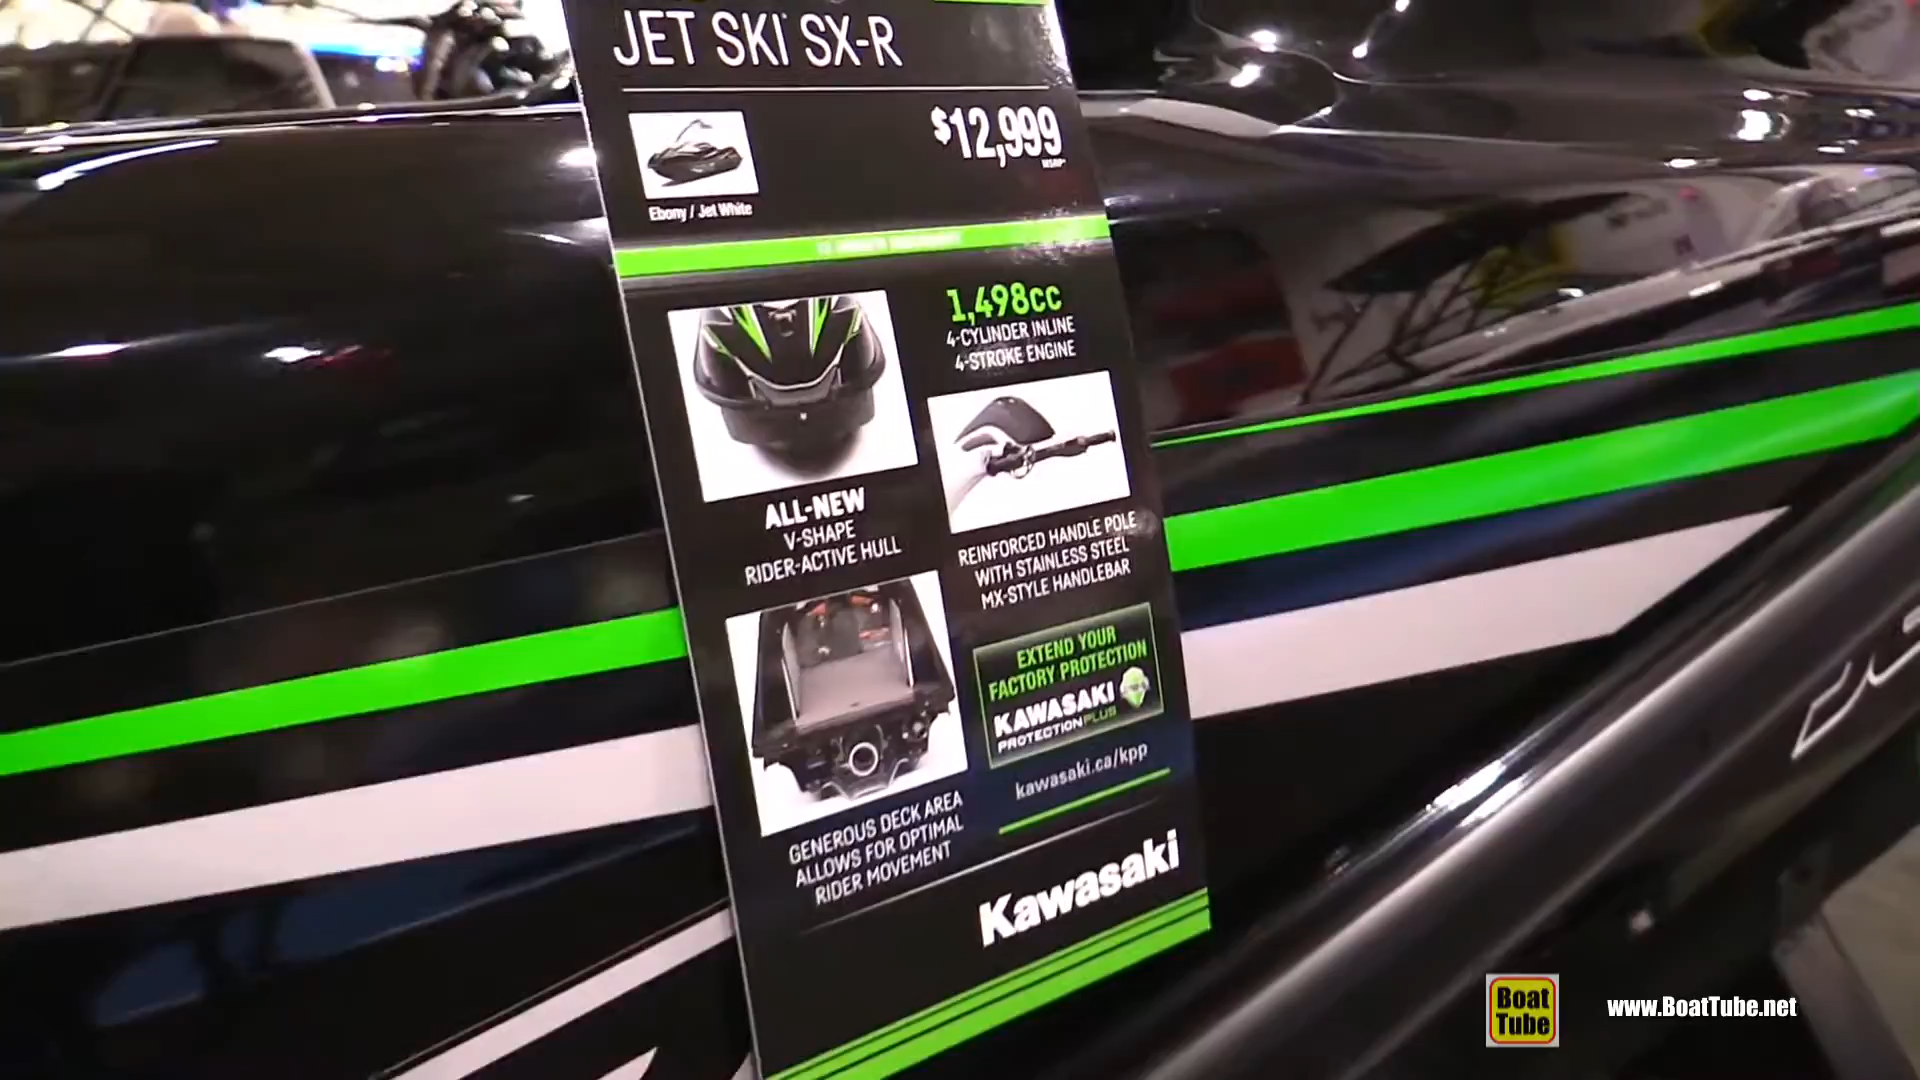 JET SKI SX-R
$12,999
MSRP*
Ebony / Jet White
1,498cc
4-CYLINDER INLINE
4-STROKE ENGINE
ALL-NEW
V-SHAPE
RIDER-ACTIVE HULL
REINFORCED HANDLE POLE
WITH STAINLESS STEEL
MX-STYLE HANDLEBAR
GENEROUS DECK AREA
ALLOWS FOR OPTIMAL
RIDER MOVEMENT
EXTEND YOUR
FACTORY PROTECTION
KAWASAKI
PROTECTION PLUS
kawasaki.ca/kpp
Kawasaki
Boat
Tube
www.BoatTube.net